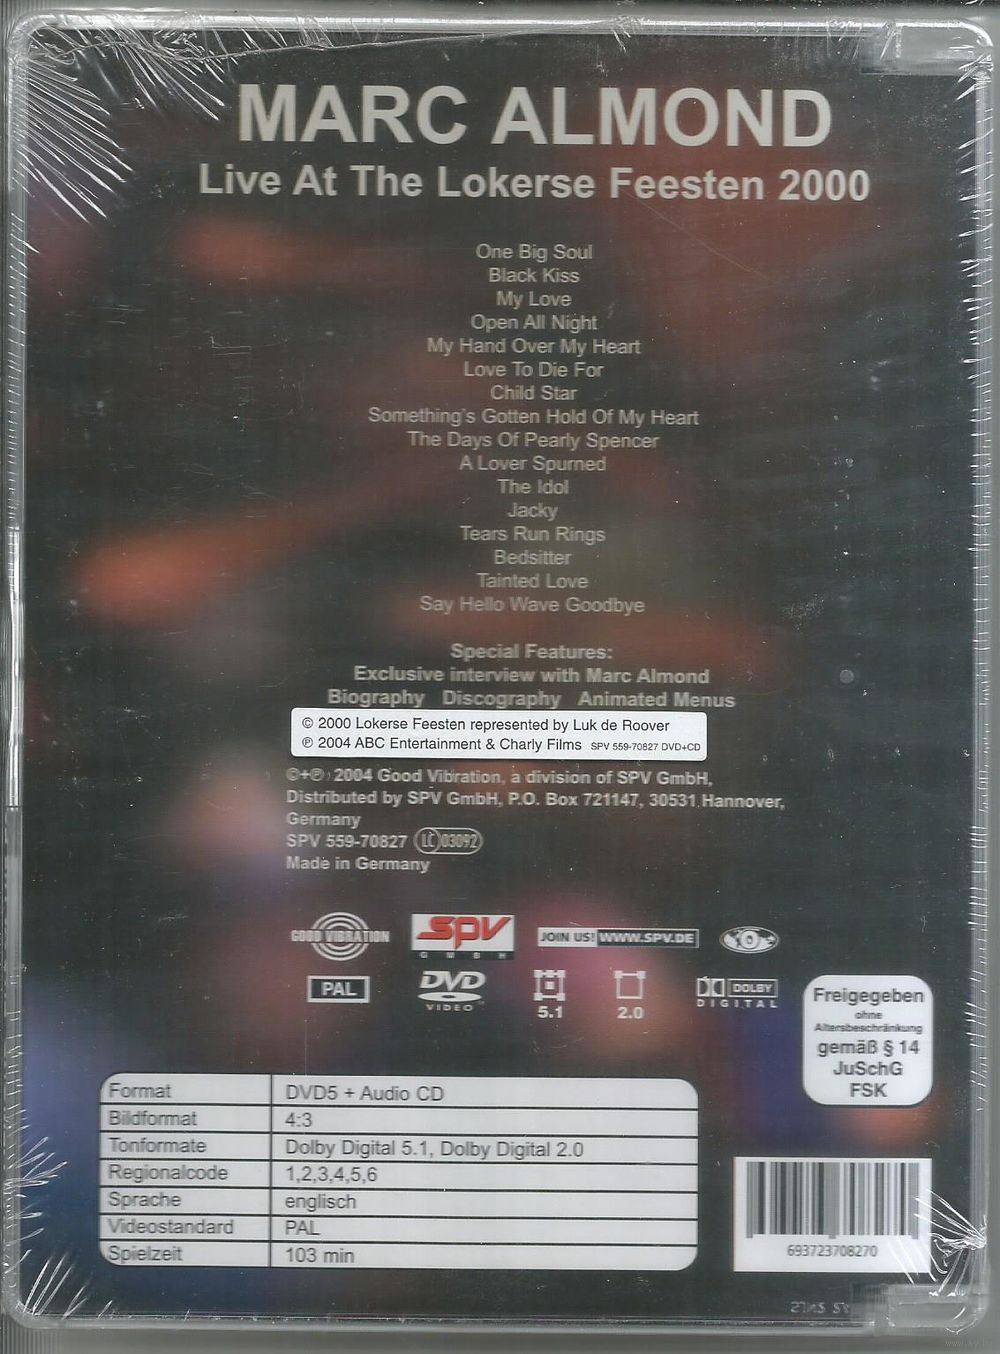 MARC ALMOND
Live At The Lokerse Feesten 2000
One Big Soul
Black Kiss
My Love
Open All Night
My Hand Over My Heart
Love To Die For
Child Star
Something's Gotten Hold Of My Heart
The Days Of Pearly Spencer
A Lover Spurned
The Idol
Jacky
Tears Run Rings
Bedsitter
Tainted Love
Say Hello Wave Goodbye
Special Features:
Exclusive interview with Marc Almond
Biography Discography Animated Menus
© 2000 Lokerse Feesten represented by Luk de Roover
℗ 2004 ABC Entertainment & Charly Films SPV 559-70827 DVD+CD
©+℗ 2004 Good Vibration, a division of SPV GmbH,
Distributed by SPV GmbH, P.O. Box 721147, 30531 Hannover,
Germany
SPV 559-70827 LC 03092
Made in Germany
GOOD VIBRATION
SPV
GMBH
JOIN US! WWW.SPV.DE
PAL
DVD
VIDEO
5.1
2.0
DOLBY
DIGITAL
Freigegeben
ohne
Altersbeschränkung
gemäß § 14
JuSchG
FSK
Format DVD5 + Audio CD
Bildformat 4:3
Tonformate Dolby Digital 5.1, Dolby Digital 2.0
Regionalcode 1,2,3,4,5,6
Sprache englisch
Videostandard PAL
Spielzeit 103 min
693723708270